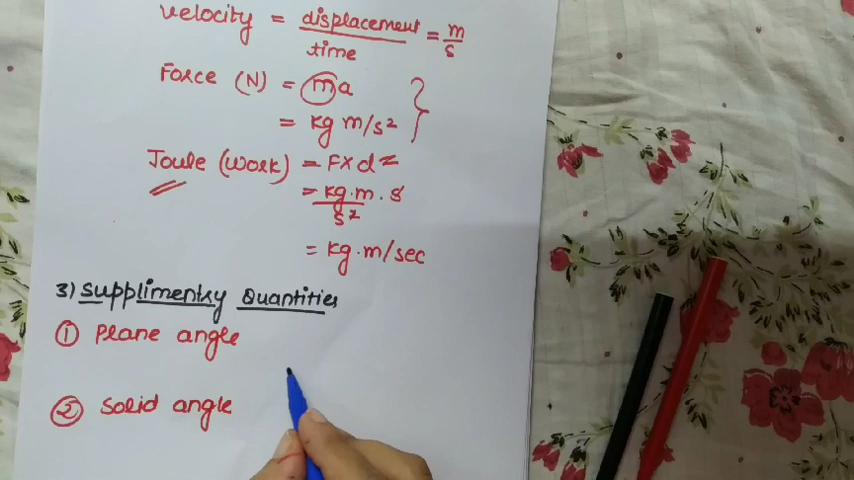 velocity = displacement / time = m/s
Force (N) = ma
= kg m/s²
Joule (work) = F×d
= kg.m . s / s²
= kg.m/sec
3) Supplimentry Quantities
① plane angle
② Solid angle